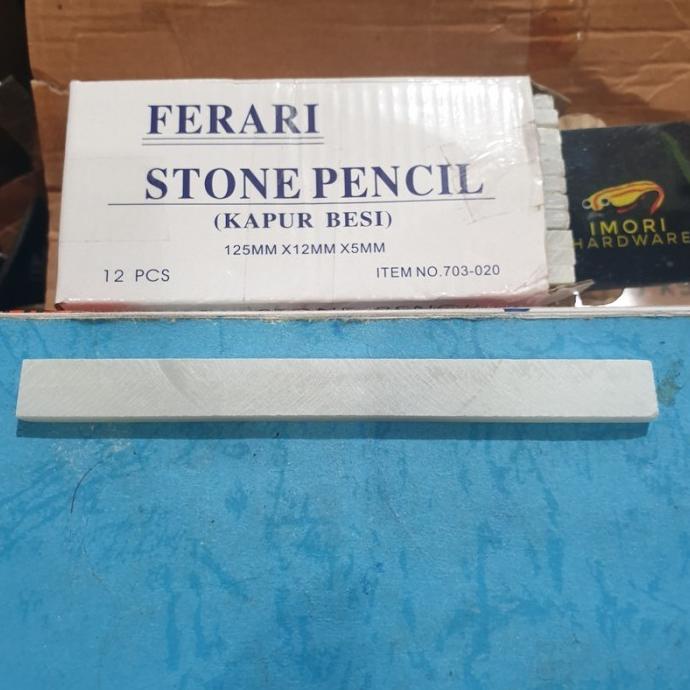 FERARI
STONE PENCIL
(KAPUR BESI)
125MM X12MM X5MM
12 PCS
ITEM NO.703-020
IMORI
HARDWARE